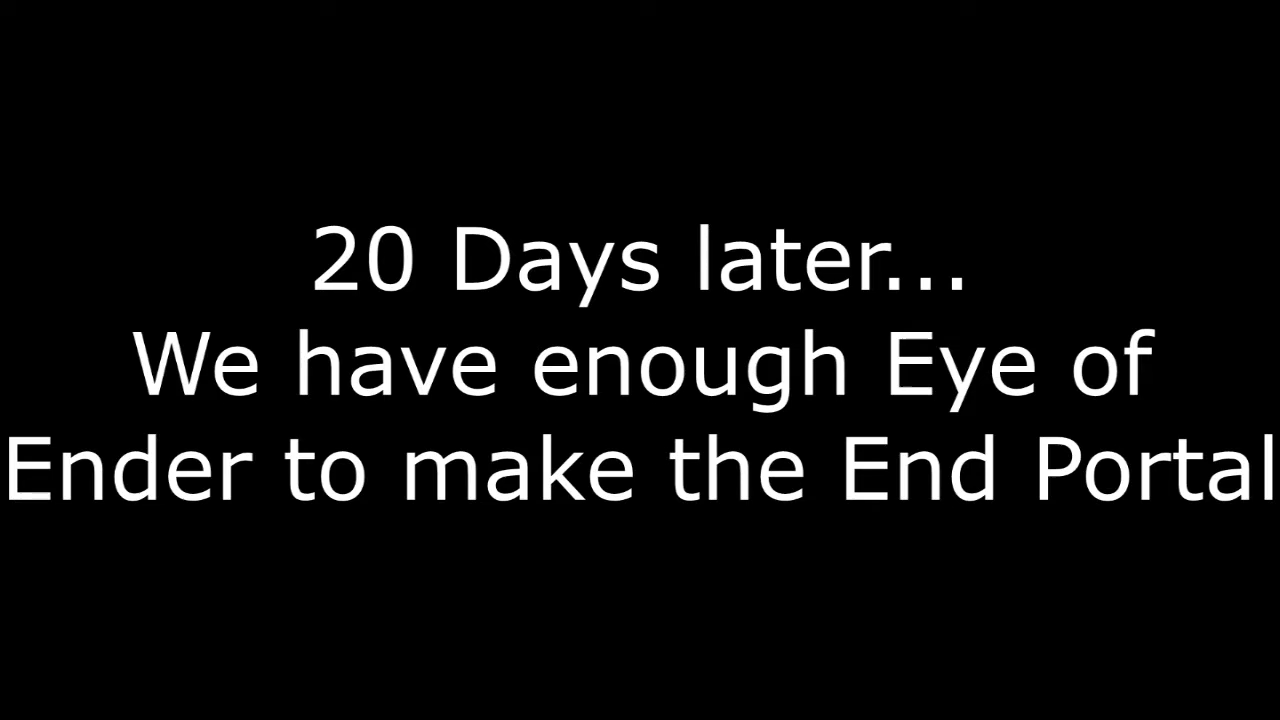 20 Days later...
We have enough Eye of
Ender to make the End Portal